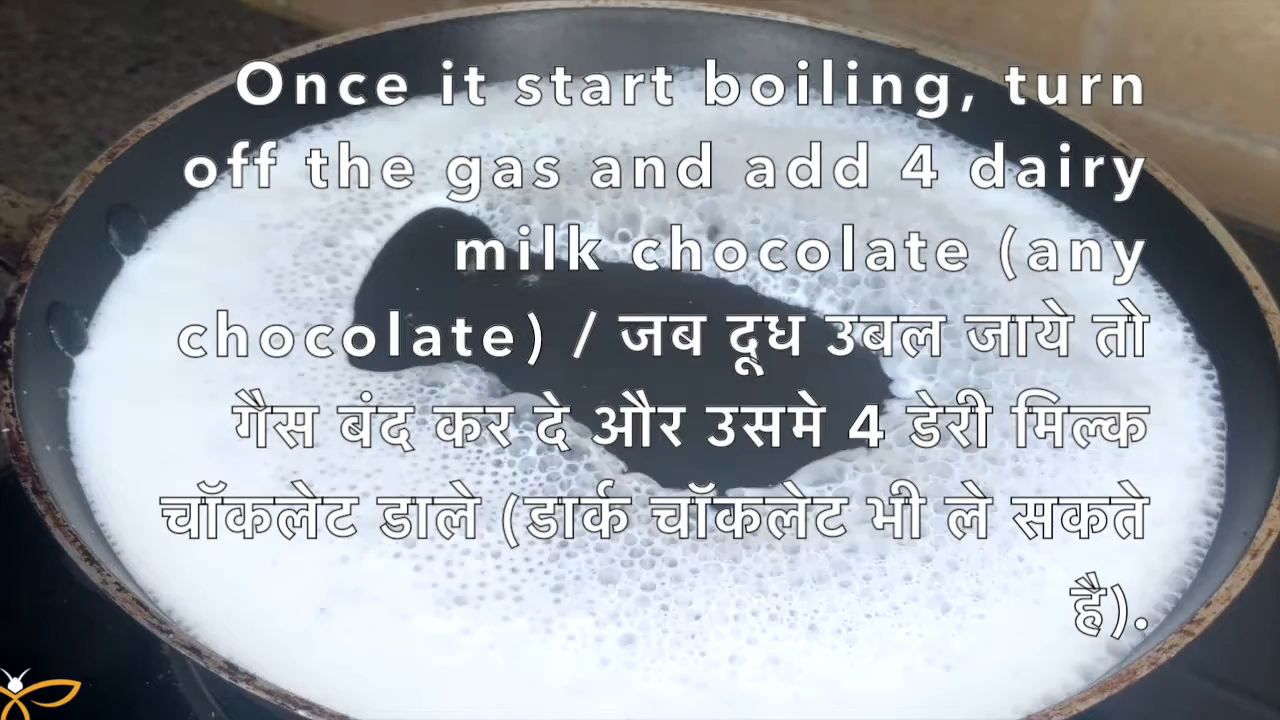 Once it start boiling, turn
off the gas and add 4 dairy
milk chocolate (any
chocolate) / जब दूध उबल जाये तो
गैस बंद कर दे और उसमे 4 डेरी मिल्क
चॉकलेट डाले (डार्क चॉकलेट भी ले सकते
है).